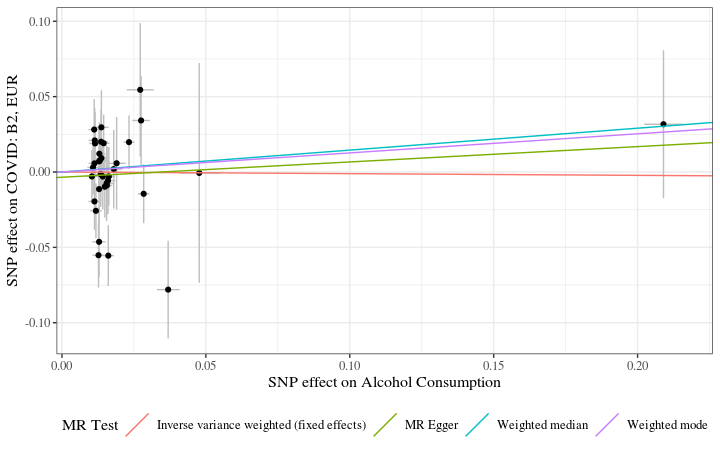 0.10
0.05
0.00
-0.05
-0.10
SNP effect on COVID: B2, EUR
0.00 0.05 0.10 0.15 0.20
SNP effect on Alcohol Consumption
MR Test Inverse variance weighted (fixed effects) MR Egger Weighted median Weighted mode